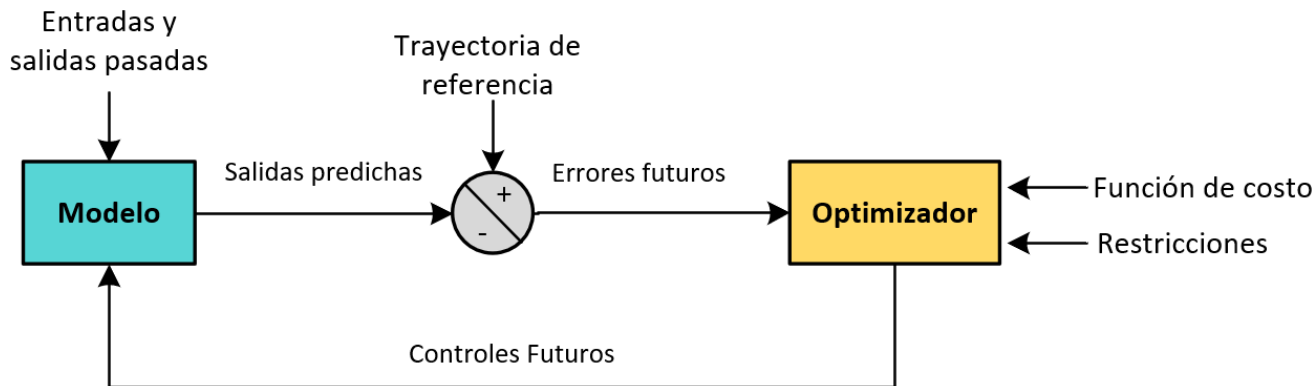 Entradas y
salidas pasadas
Trayectoria de
referencia
Modelo
Salidas predichas
+
-
Errores futuros
Optimizador
Función de costo
Restricciones
Controles Futuros